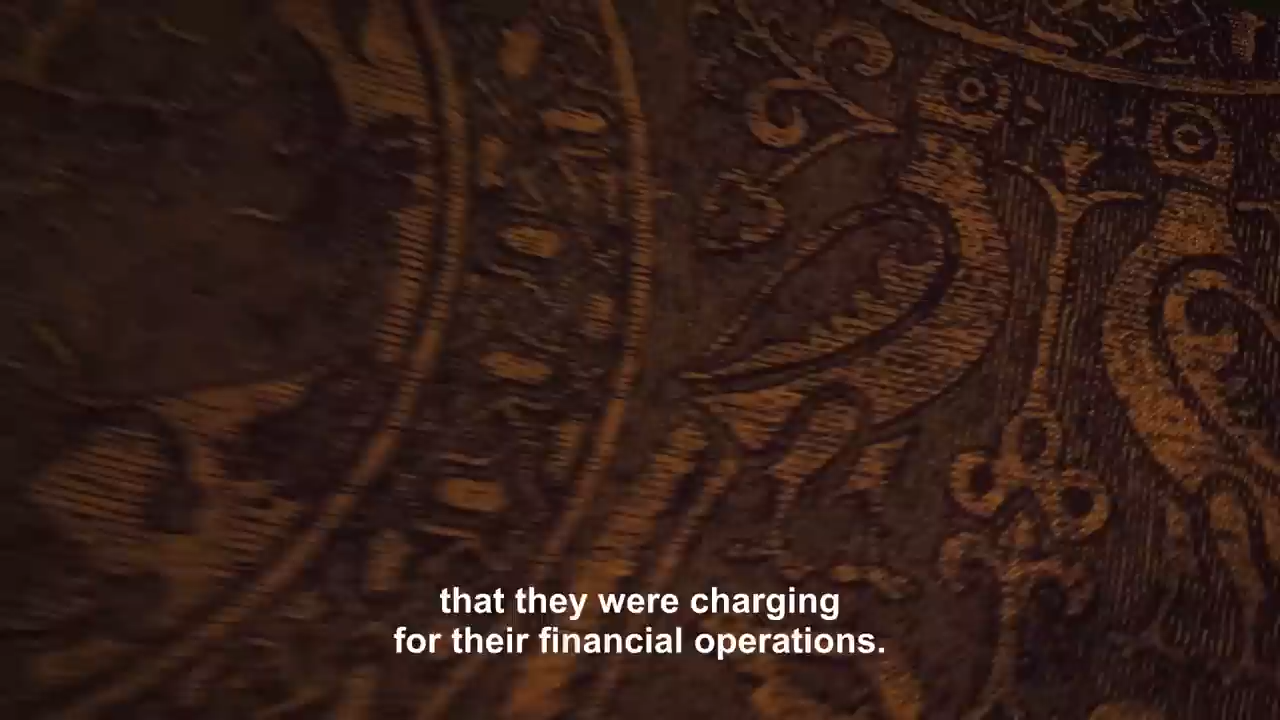 that they were charging
for their financial operations.